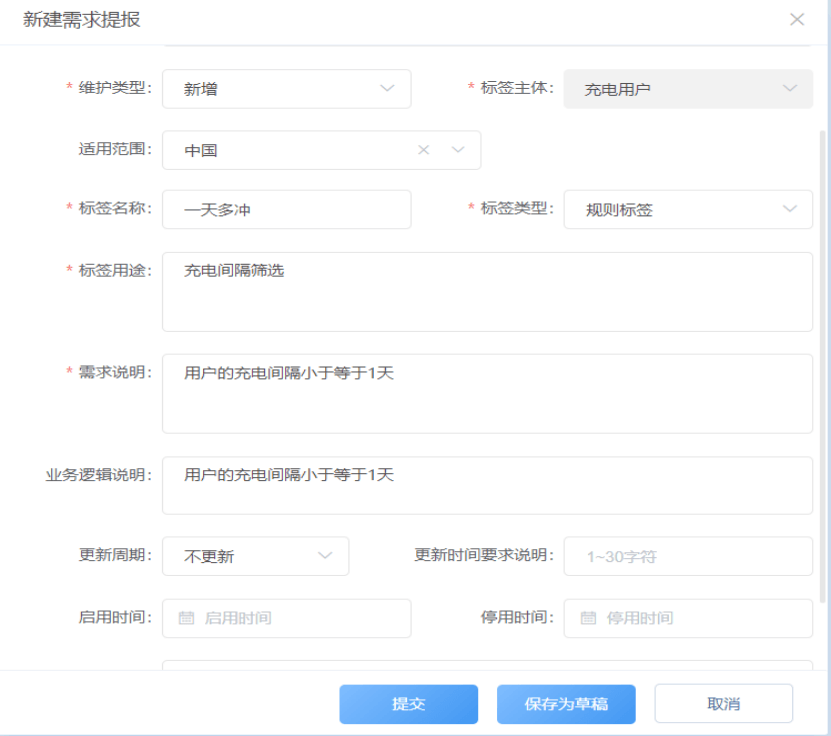 新建需求提报
* 维护类型: 新增 * 标签主体: 充电用户
适用范围: 中国
* 标签名称: 一天多冲 * 标签类型: 规则标签
* 标签用途: 充电间隔筛选
* 需求说明: 用户的充电间隔小于等于1天
业务逻辑说明: 用户的充电间隔小于等于1天
更新周期: 不更新 更新时间要求说明: 1~30字符
启用时间: 启用时间 停用时间: 停用时间
提交 保存为草稿 取消